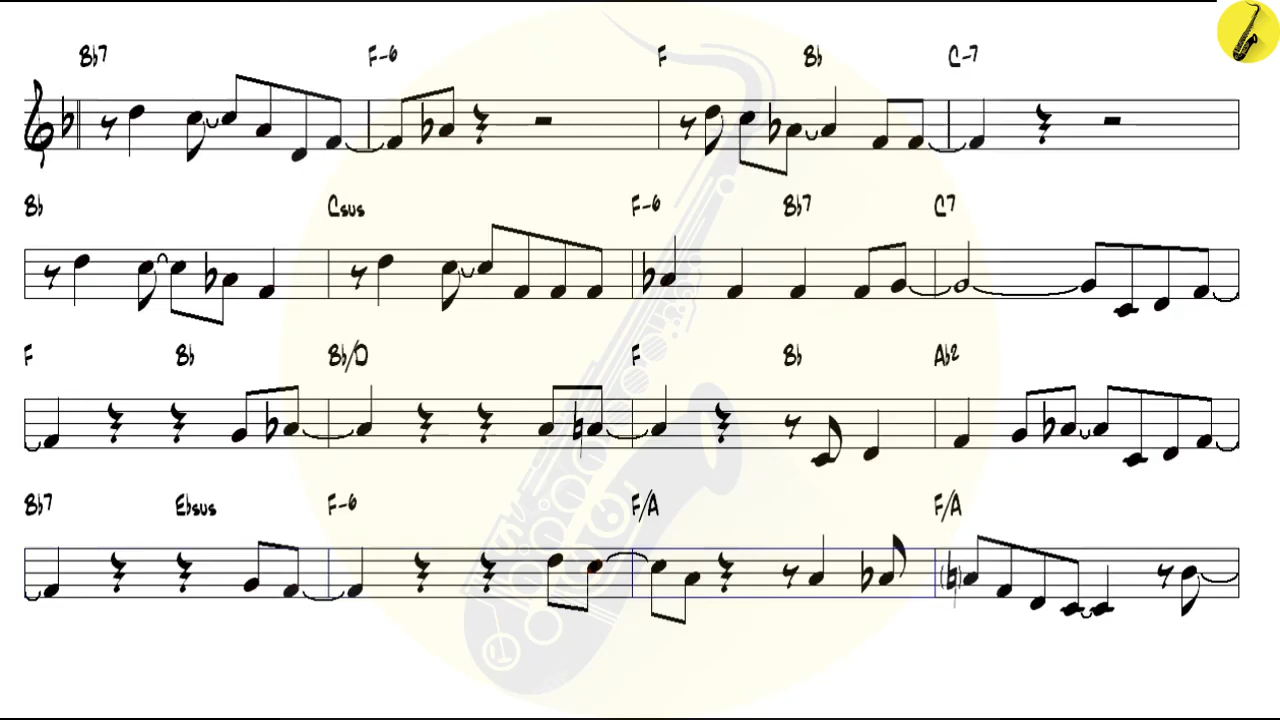 Bb7 F-6 F Bb C-7
Bb Csus F-6 Bb7 C7
F Bb Bb/D F Bb Ab2
Bb7 Ebsus F-6 F/A F/A